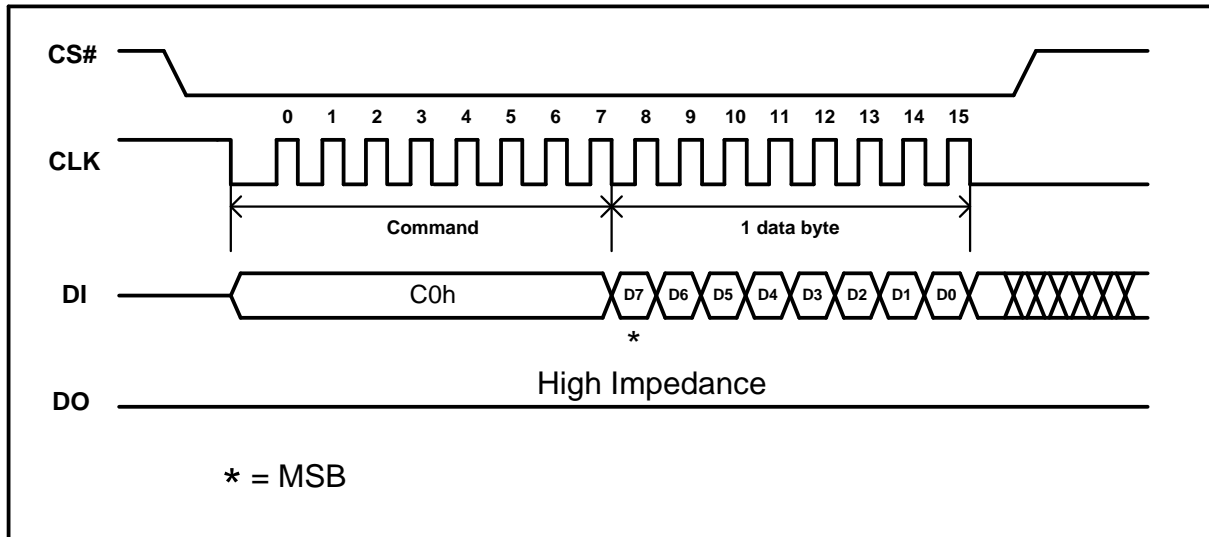 CS#
0 1 2 3 4 5 6 7 8 9 10 11 12 13 14 15
CLK
Command 1 data byte
DI C0h D7 D6 D5 D4 D3 D2 D1 D0
*
High Impedance
DO
* = MSB